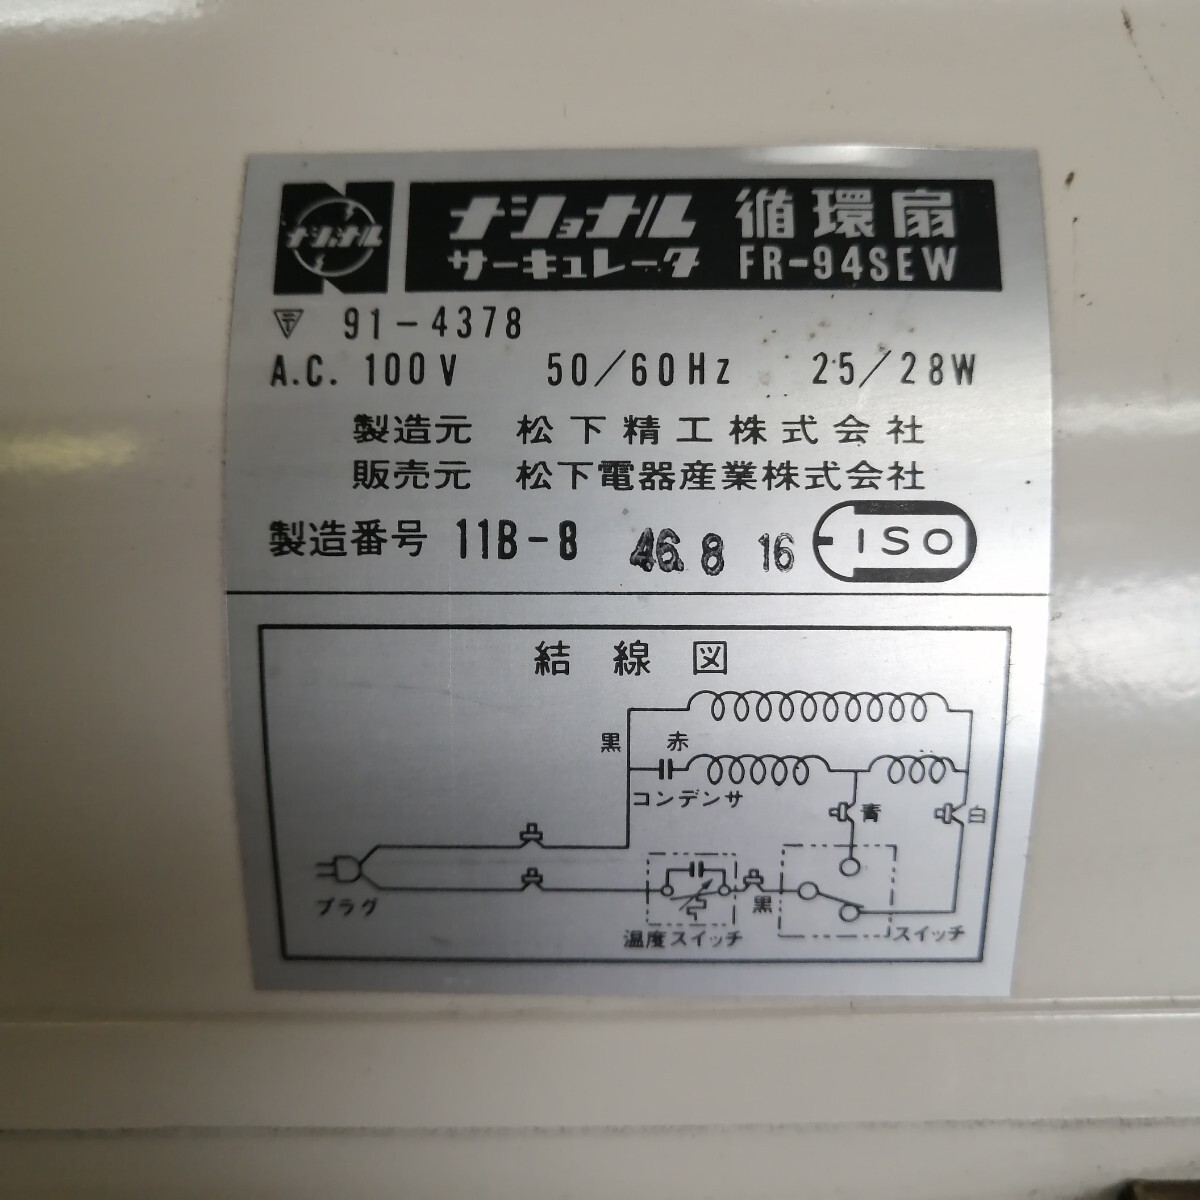 ナショナル
ナショナル 循環扇
サーキュレータ FR-94SEW
〒 91-4378
A.C. 100V 50/60Hz 25/28W
製造元 松下精工株式会社
販売元 松下電器産業株式会社
製造番号 11B-8 46.8 16 ISO
結線図
黒 赤
コンデンサ
青 白
プラグ
黒
温度スイッチ スイッチ